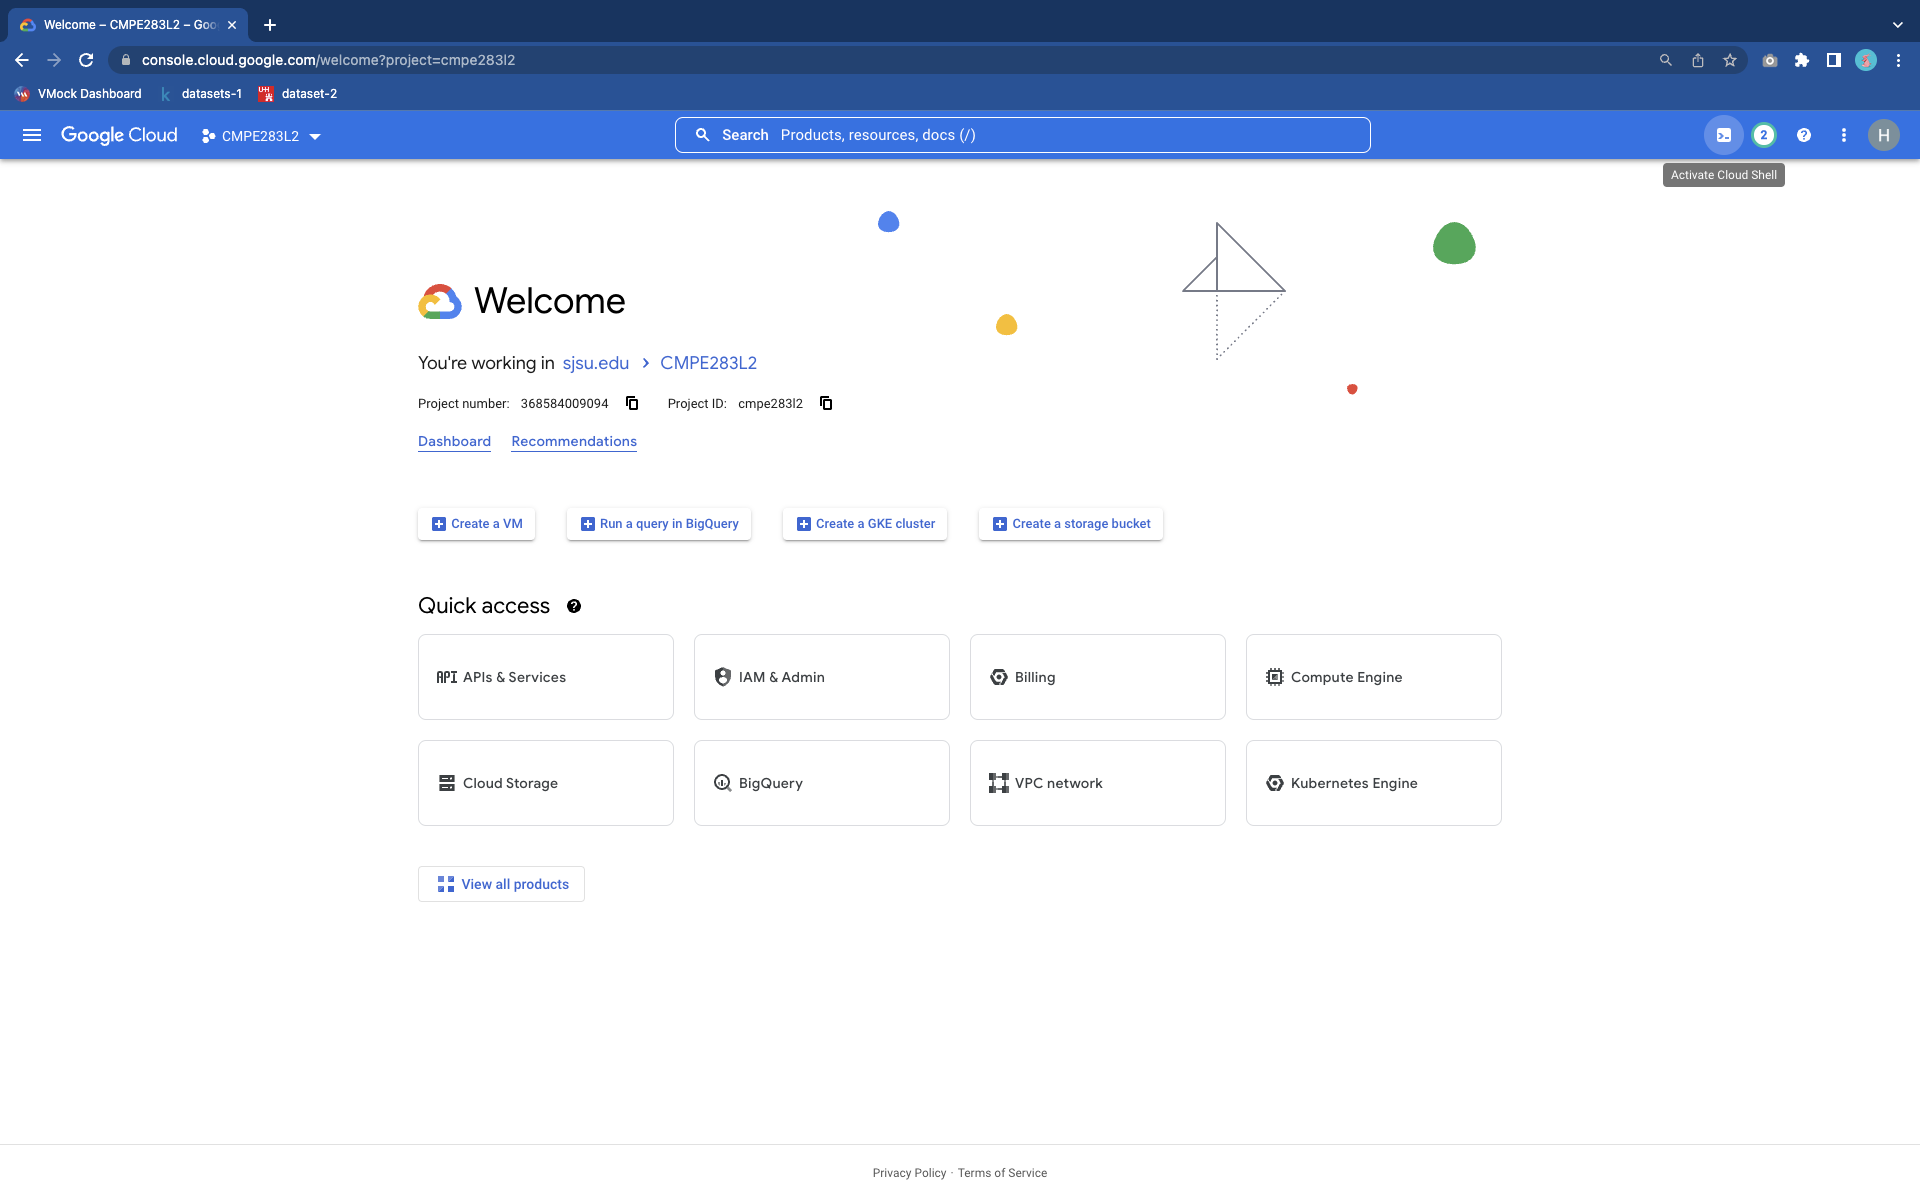 Welcome – CMPE283L2 – Goo
console.cloud.google.com/welcome?project=cmpe283l2
VMock Dashboard datasets-1 dataset-2
Google Cloud CMPE283L2 Search Products, resources, docs (/) 2 H
Activate Cloud Shell
Welcome
You're working in sjsu.edu > CMPE283L2
Project number: 368584009094 Project ID: cmpe283l2
Dashboard Recommendations
Create a VM Run a query in BigQuery Create a GKE cluster Create a storage bucket
Quick access
API APIs & Services IAM & Admin Billing Compute Engine
Cloud Storage BigQuery VPC network Kubernetes Engine
View all products
Privacy Policy · Terms of Service